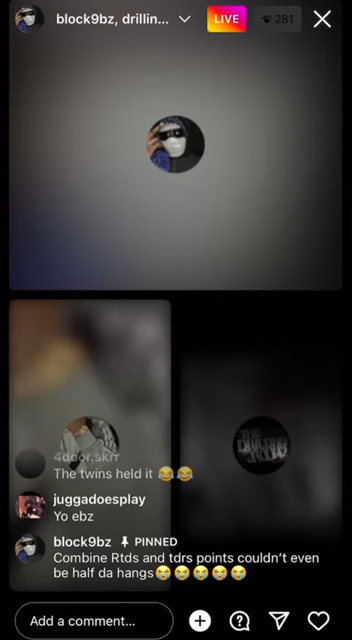 block9bz, drillin... LIVE 281
4door.skrr
The twins held it 😂😂
juggadoesplay
Yo ebz
block9bz PINNED
Combine Rtds and tdrs points couldn't even
be half da hangs😭😭😭😭😭
Add a comment...